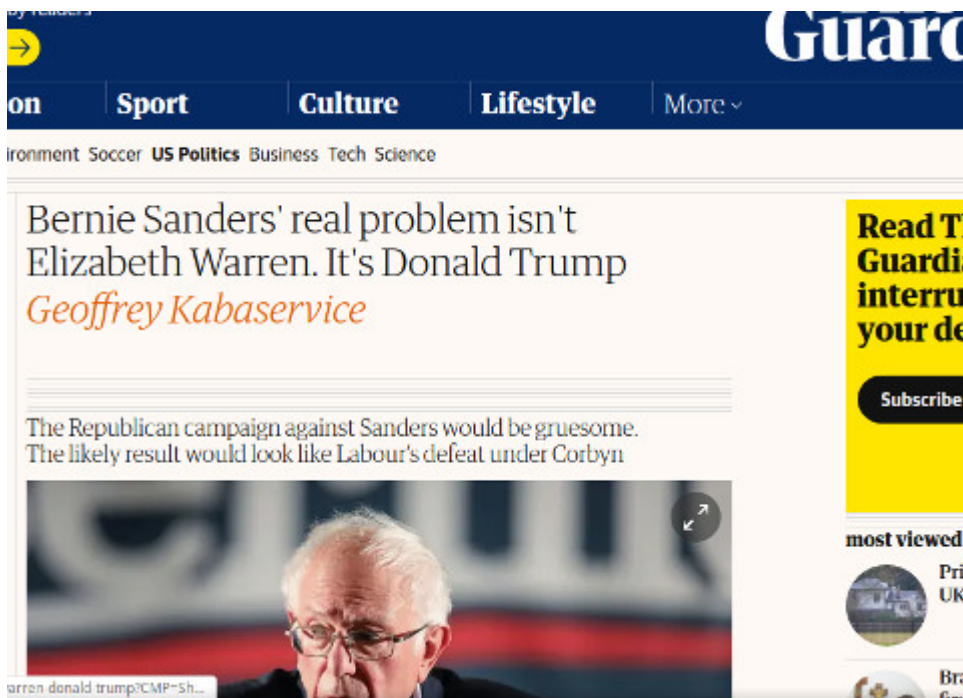 by readers
Guard
on Sport Culture Lifestyle More
ironment Soccer US Politics Business Tech Science
Bernie Sanders' real problem isn't
Elizabeth Warren. It's Donald Trump
Geoffrey Kabaservice
The Republican campaign against Sanders would be gruesome.
The likely result would look like Labour's defeat under Corbyn
Read T
Guardi
interru
your de
Subscribe
most viewed
Pri
UK
Bra
arren donald trump?CMP=Sh...